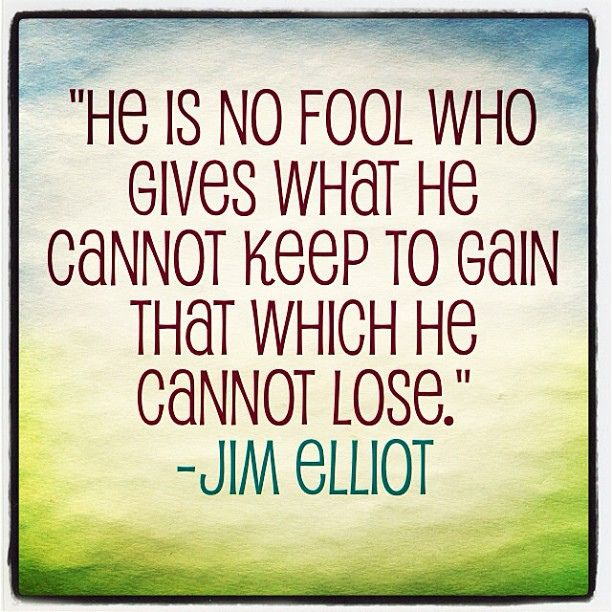 "He is no fool who
gives what he
cannot keep to gain
that which he
cannot lose."
-Jim Elliot